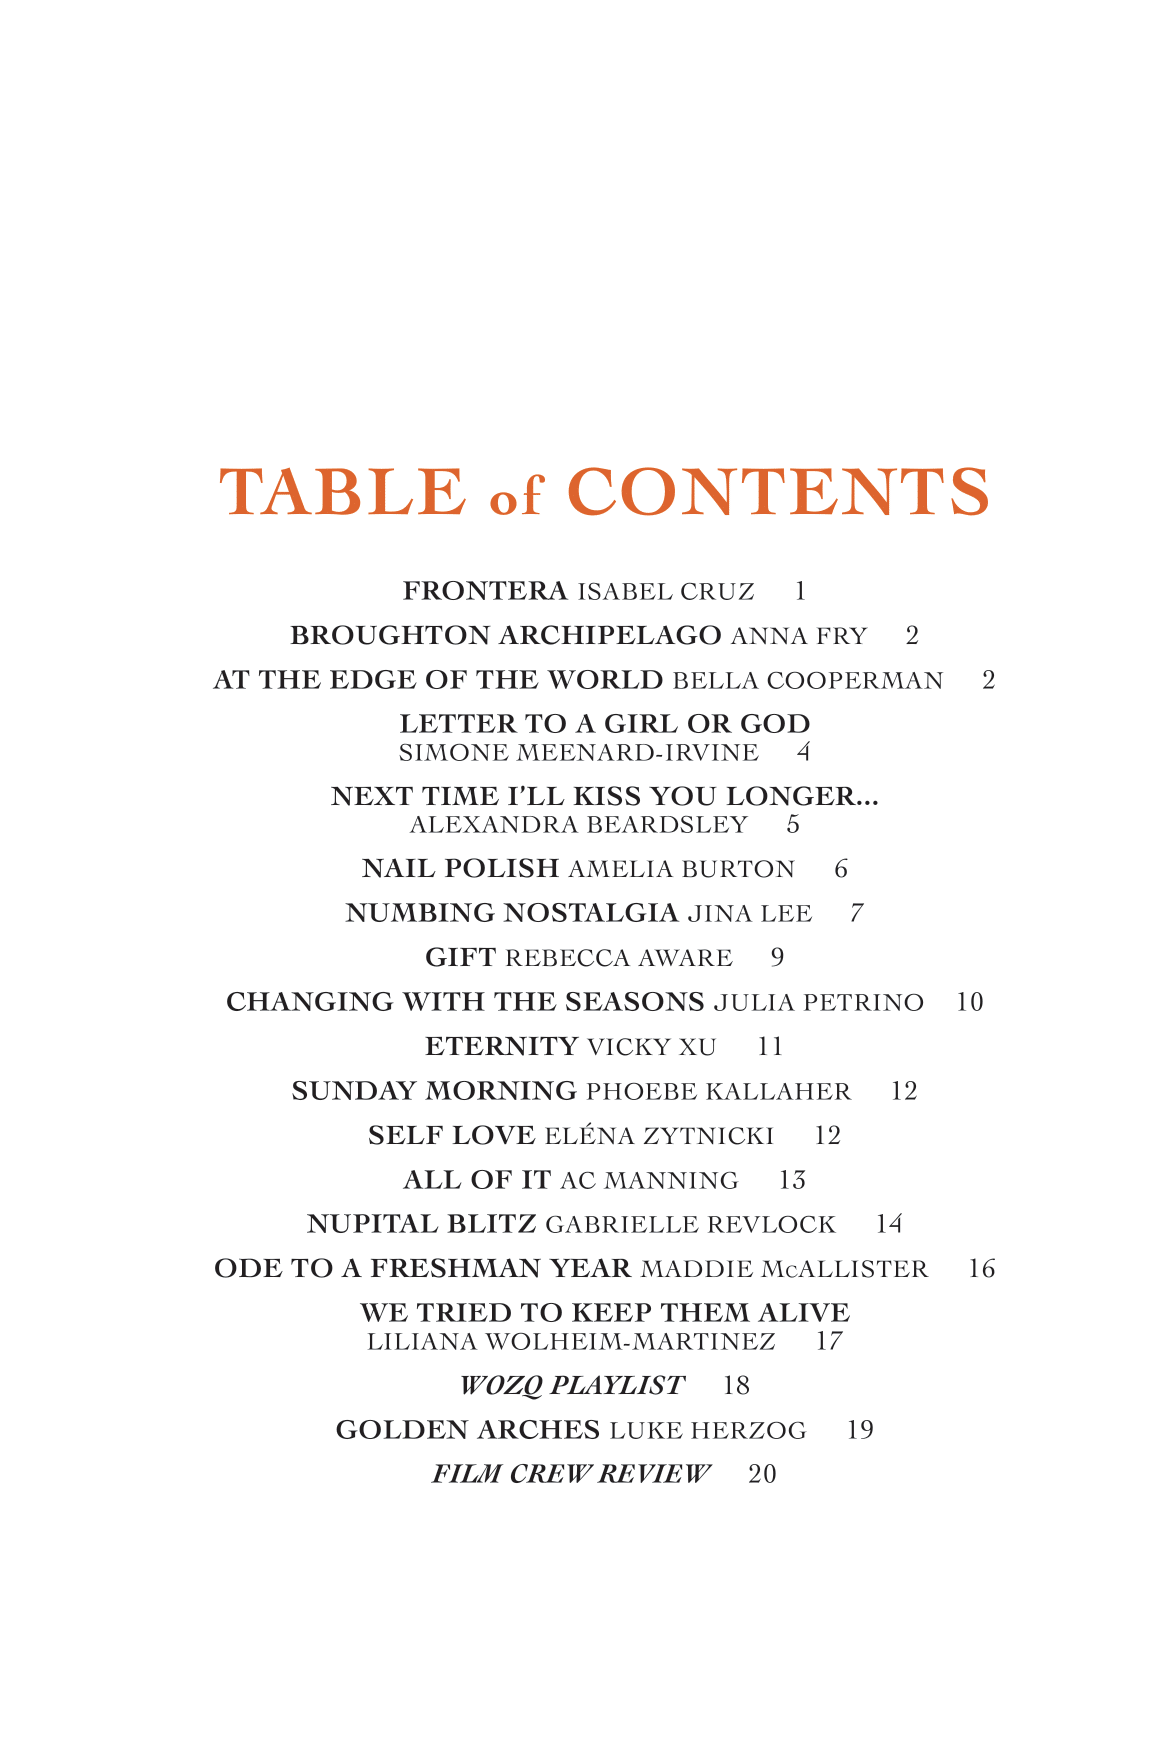 TABLE of CONTENTS
FRONTERA ISABEL CRUZ 1
BROUGHTON ARCHIPELAGO ANNA FRY 2
AT THE EDGE OF THE WORLD BELLA COOPERMAN 2
LETTER TO A GIRL OR GOD
SIMONE MEENARD-IRVINE 4
NEXT TIME I'LL KISS YOU LONGER...
ALEXANDRA BEARDSLEY 5
NAIL POLISH AMELIA BURTON 6
NUMBING NOSTALGIA JINA LEE 7
GIFT REBECCA AWARE 9
CHANGING WITH THE SEASONS JULIA PETRINO 10
ETERNITY VICKY XU 11
SUNDAY MORNING PHOEBE KALLAHER 12
SELF LOVE ELÉNA ZYTNICKI 12
ALL OF IT AC MANNING 13
NUPITAL BLITZ GABRIELLE REVLOCK 14
ODE TO A FRESHMAN YEAR MADDIE McALLISTER 16
WE TRIED TO KEEP THEM ALIVE
LILIANA WOLHEIM-MARTINEZ 17
WOZQ PLAYLIST 18
GOLDEN ARCHES LUKE HERZOG 19
FILM CREW REVIEW 20